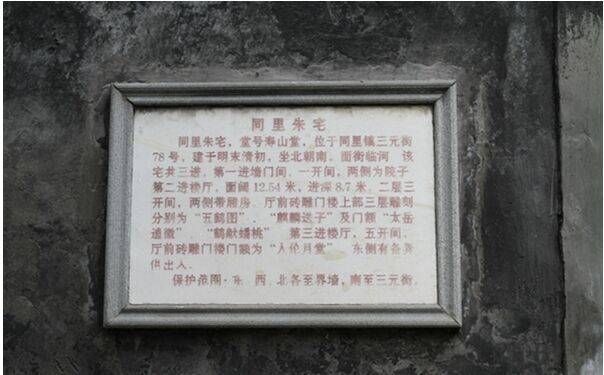 同里朱宅
同里朱宅，堂号寿山堂，位于同里镇三元街
78号，建于明末清初，坐北朝南。面街临河 该
宅共三进。第一进墙门间，一开间，两侧为院子
第二进楼厅，面阔12.54米，进深8.7米。二层三
开间，两侧带厢房。厅前砖雕门楼上部三层雕刻
分别为“五鹤图”、“麒麟送子”及门额“太岳
遗徽” “鹤献蟠桃” 第三进楼厅，五开间，
厅前砖雕门楼门额为“人伦月堂” 东侧有备弄
供出入。
保护范围：东 西、北各至界墙，南至三元街。